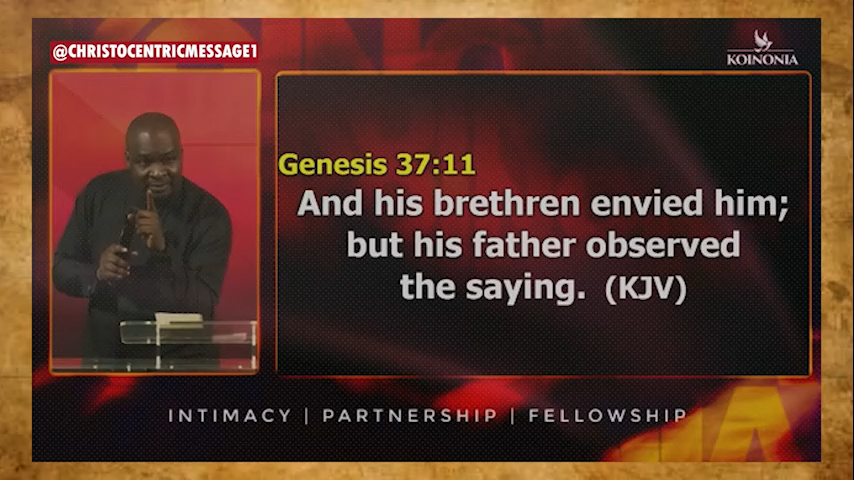 @CHRISTOCENTRICMESSAGE1
KOINONIA
Genesis 37:11
And his brethren envied him;
but his father observed
the saying. (KJV)
INTIMACY | PARTNERSHIP | FELLOWSHIP